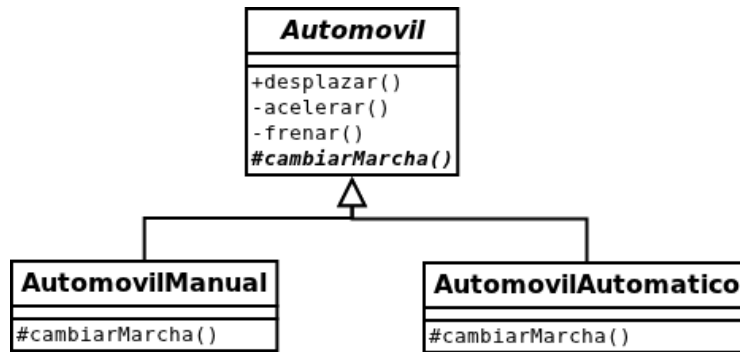 Automovil
+desplazar()
-acelerar()
-frenar()
#cambiarMarcha()
AutomovilManual
#cambiarMarcha()
AutomovilAutomatico
#cambiarMarcha()